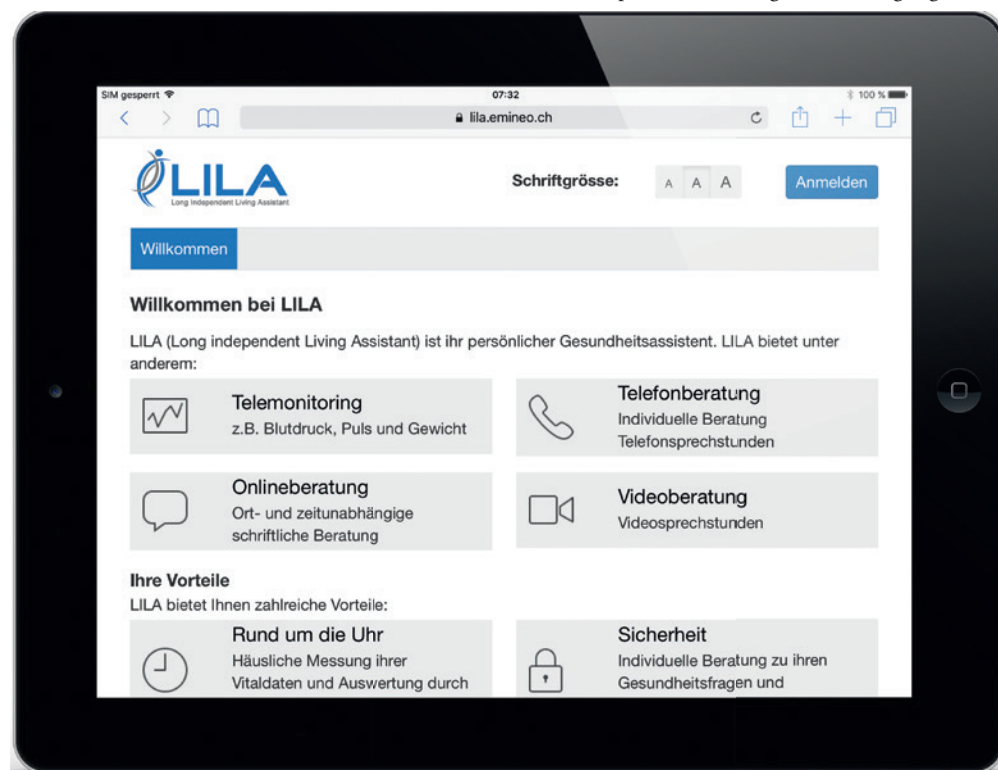 SIM gesperrt 07:32 100 %
lila.emineo.ch
LILA
Long Independent Living Assistant
Schriftgrösse: A A A Anmelden
Willkommen
Willkommen bei LILA
LILA (Long independent Living Assistant) ist ihr persönlicher Gesundheitsassistent. LILA bietet unter
anderem:
Telemonitoring
z.B. Blutdruck, Puls und Gewicht
Telefonberatung
Individuelle Beratung
Telefonsprechstunden
Onlineberatung
Ort- und zeitunabhängige
schriftliche Beratung
Videoberatung
Videosprechstunden
Ihre Vorteile
LILA bietet Ihnen zahlreiche Vorteile:
Rund um die Uhr
Häusliche Messung ihrer
Vitaldaten und Auswertung durch
Sicherheit
Individuelle Beratung zu ihren
Gesundheitsfragen und